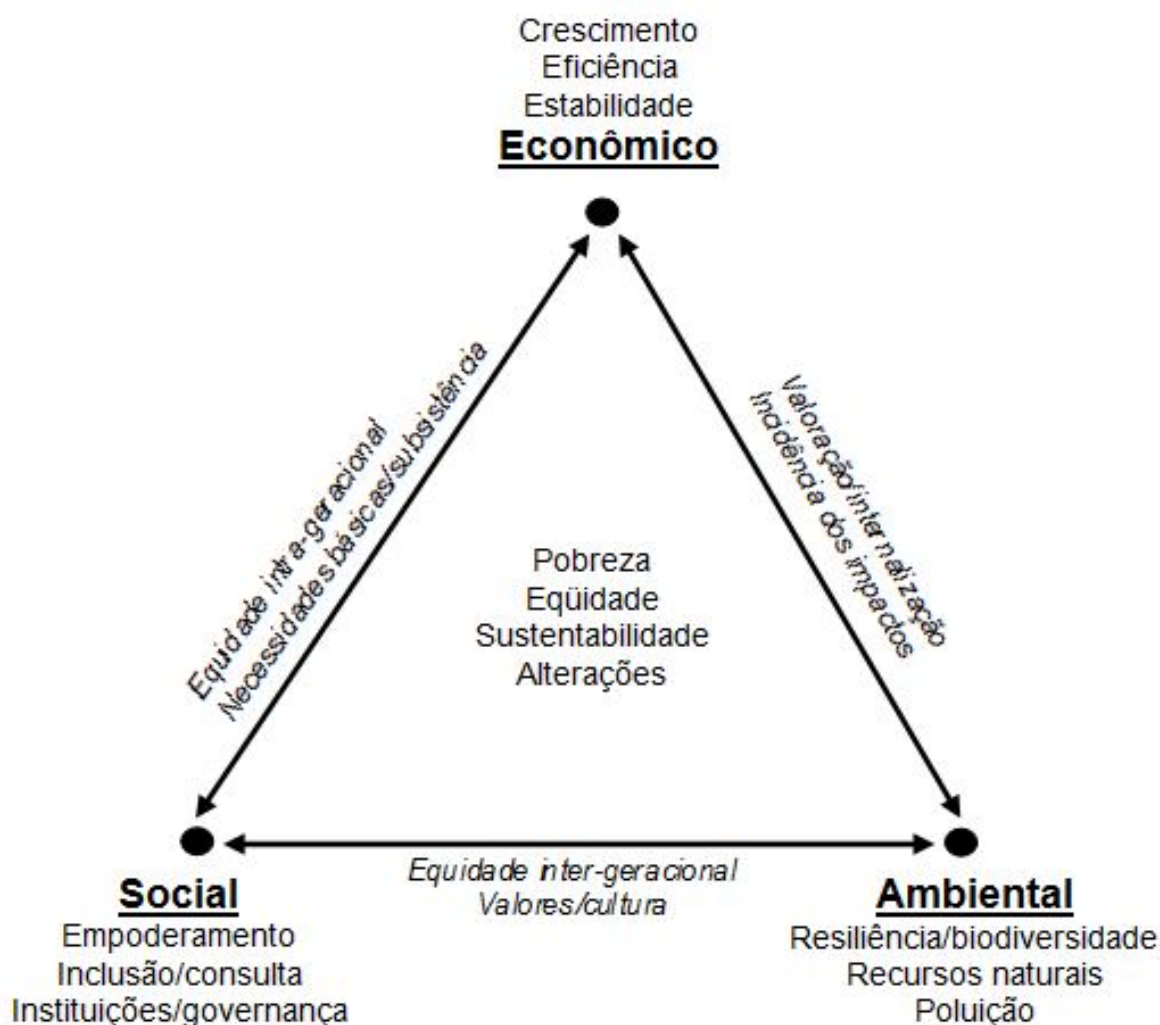 Crescimento
Eficiência
Estabilidade
Econômico
Equidade intra-geracional
Necessidades básicas/subsistência
Valoração/internalização
Incidência dos impactos
Pobreza
Eqüidade
Sustentabilidade
Alterações
Equidade inter-geracional
Valores/cultura
Social
Empoderamento
Inclusão/consulta
Instituições/governança
Ambiental
Resiliência/biodiversidade
Recursos naturais
Poluição